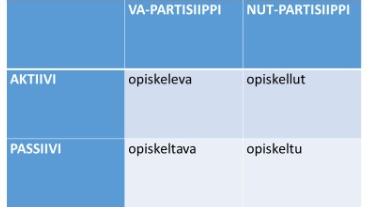 VA-PARTISIIPPI NUT-PARTISIIPPI
AKTIIVI opiskeleva opiskellut
PASSIIVI opiskeltava opiskeltu